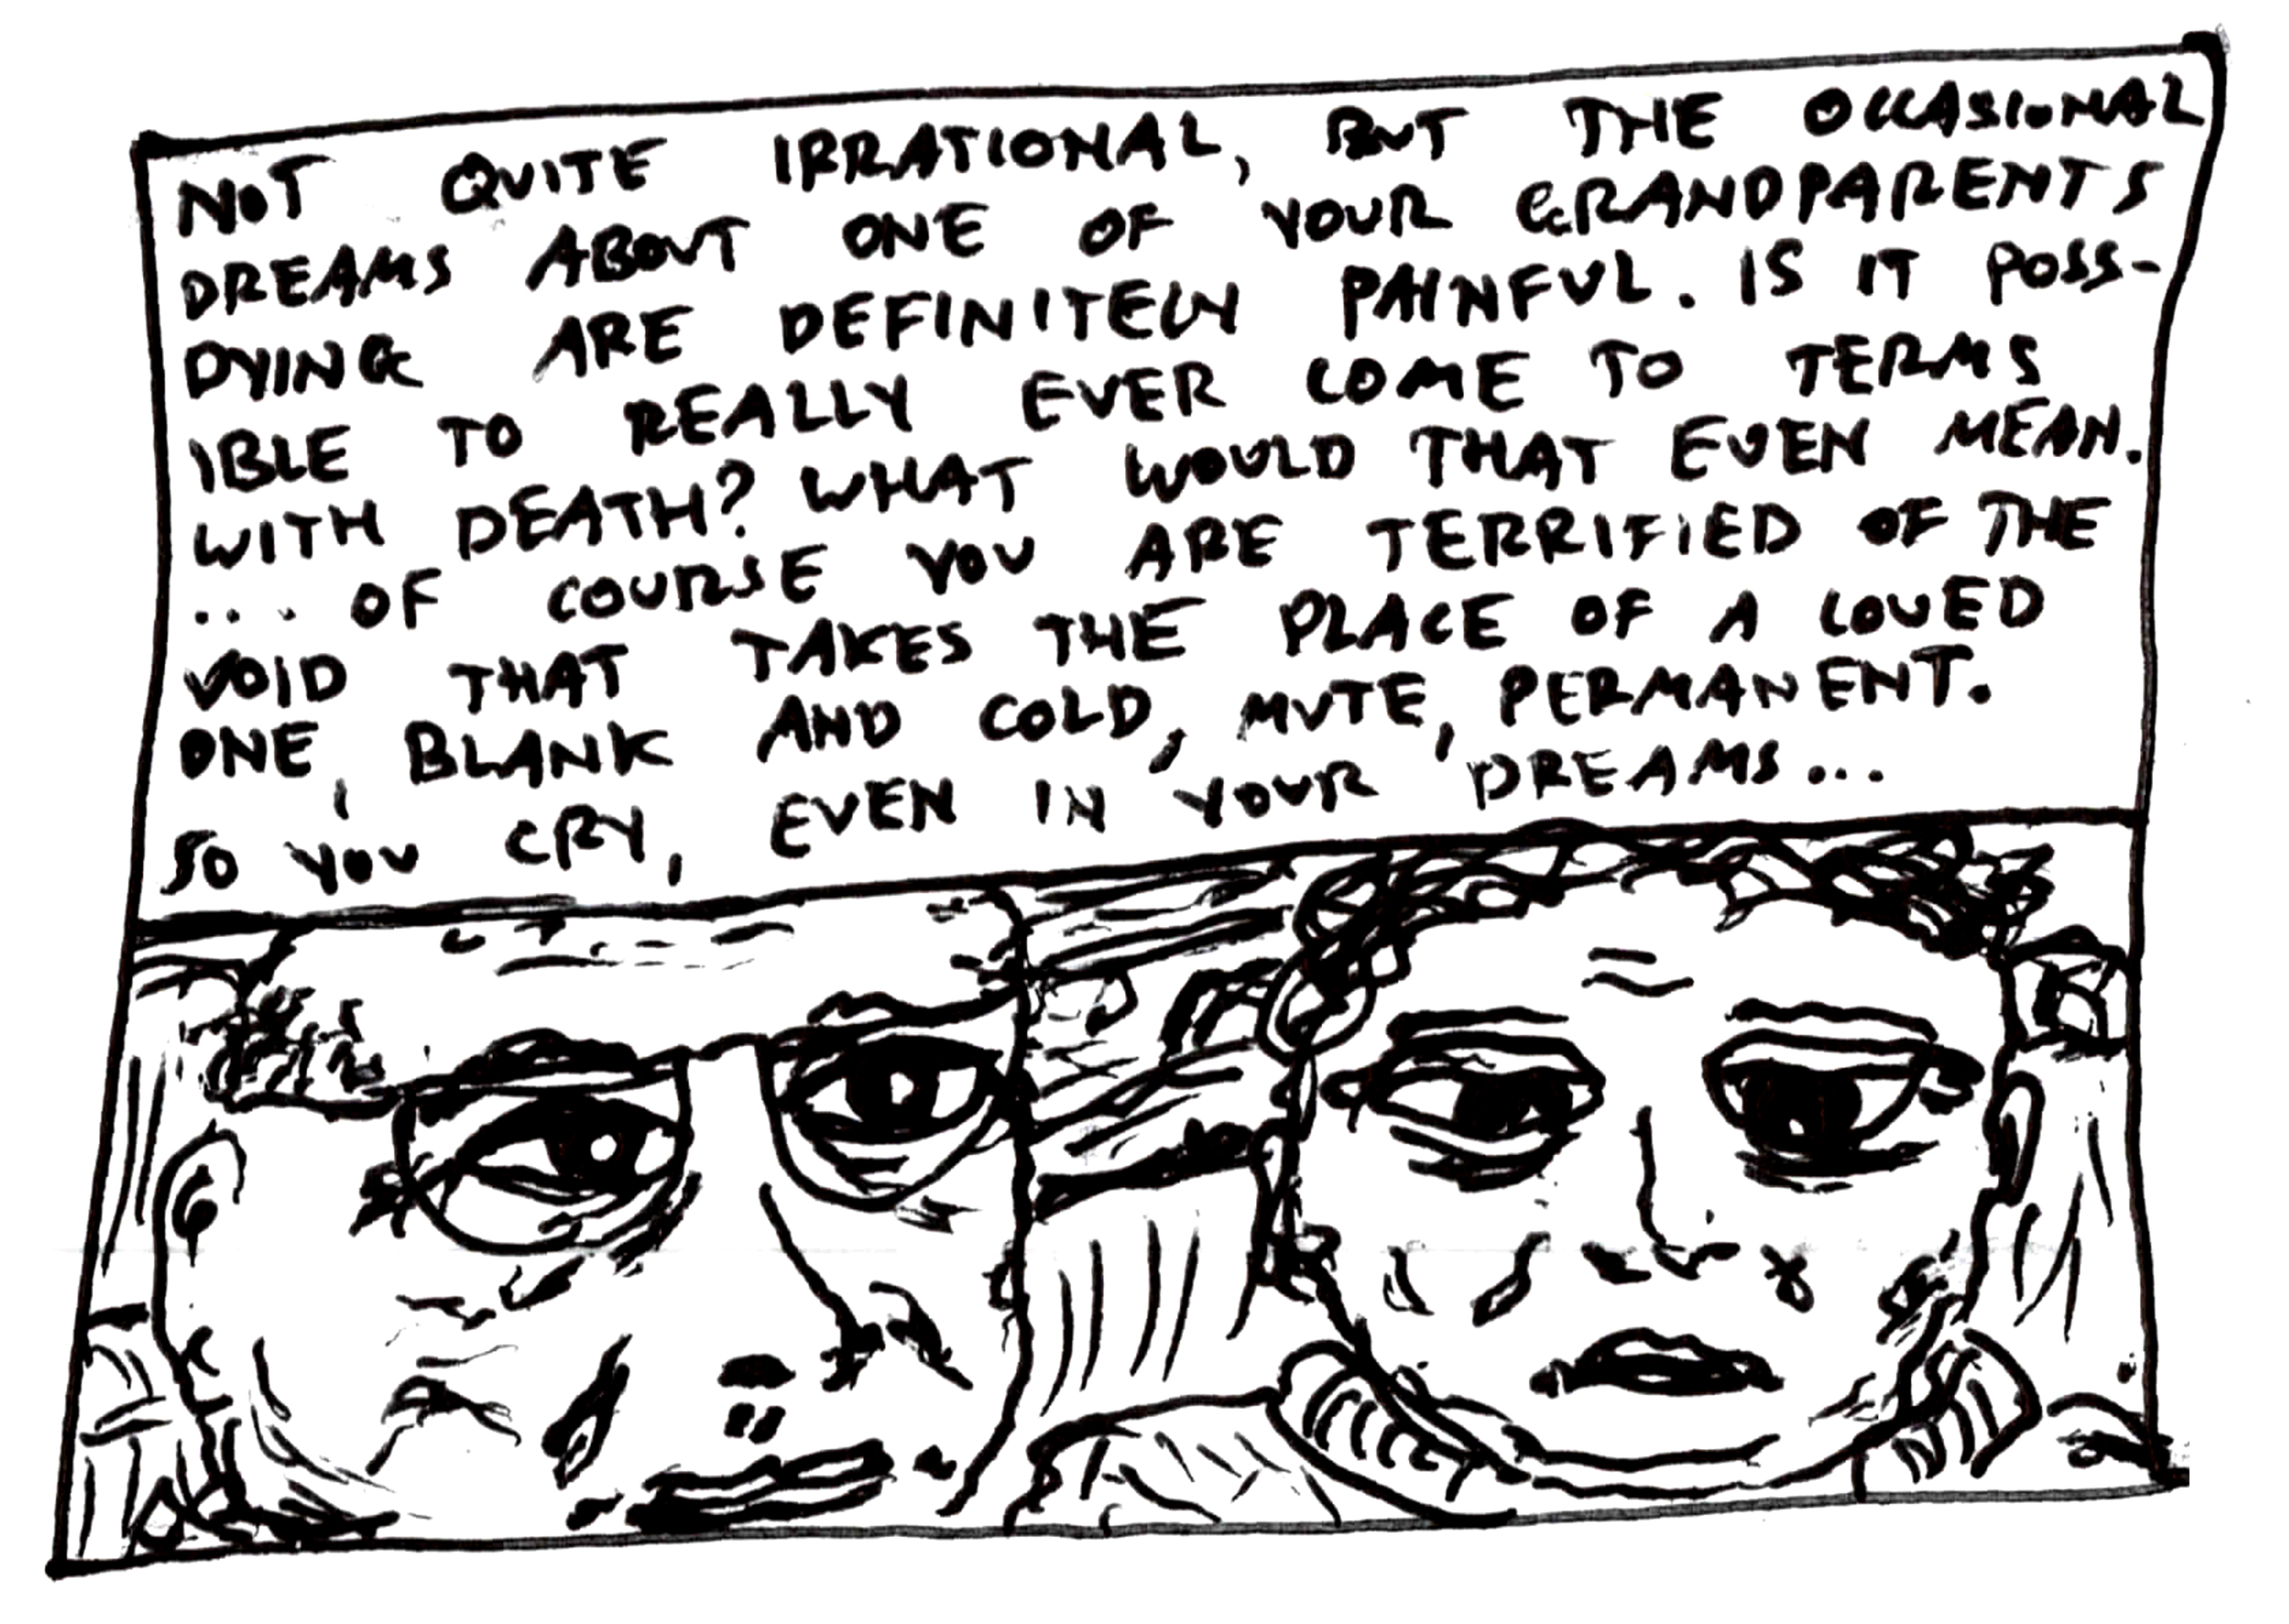 NOT QUITE IRRATIONAL, BUT THE OCCASIONAL
DREAMS ABOUT ONE OF YOUR GRANDPARENTS
DYING ARE DEFINITELY PAINFUL. IS IT POSS-
IBLE TO REALLY EVER COME TO TERMS
WITH DEATH? WHAT WOULD THAT EVEN MEAN.
... OF COURSE YOU ARE TERRIFIED OF THE
VOID THAT TAKES THE PLACE OF A LOVED
ONE, BLANK AND COLD, MUTE, PERMANENT.
SO YOU CRY, EVEN IN YOUR DREAMS...